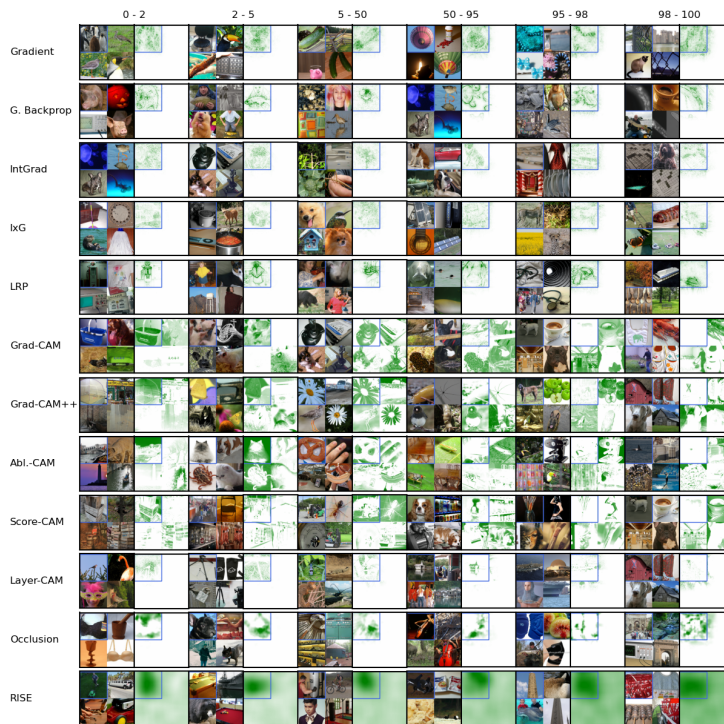 0 - 2 2 - 5 5 - 50 50 - 95 95 - 98 98 - 100
Gradient
G. Backprop
IntGrad
IxG
LRP
Grad-CAM
Grad-CAM++
Abl.-CAM
Score-CAM
Layer-CAM
Occlusion
RISE